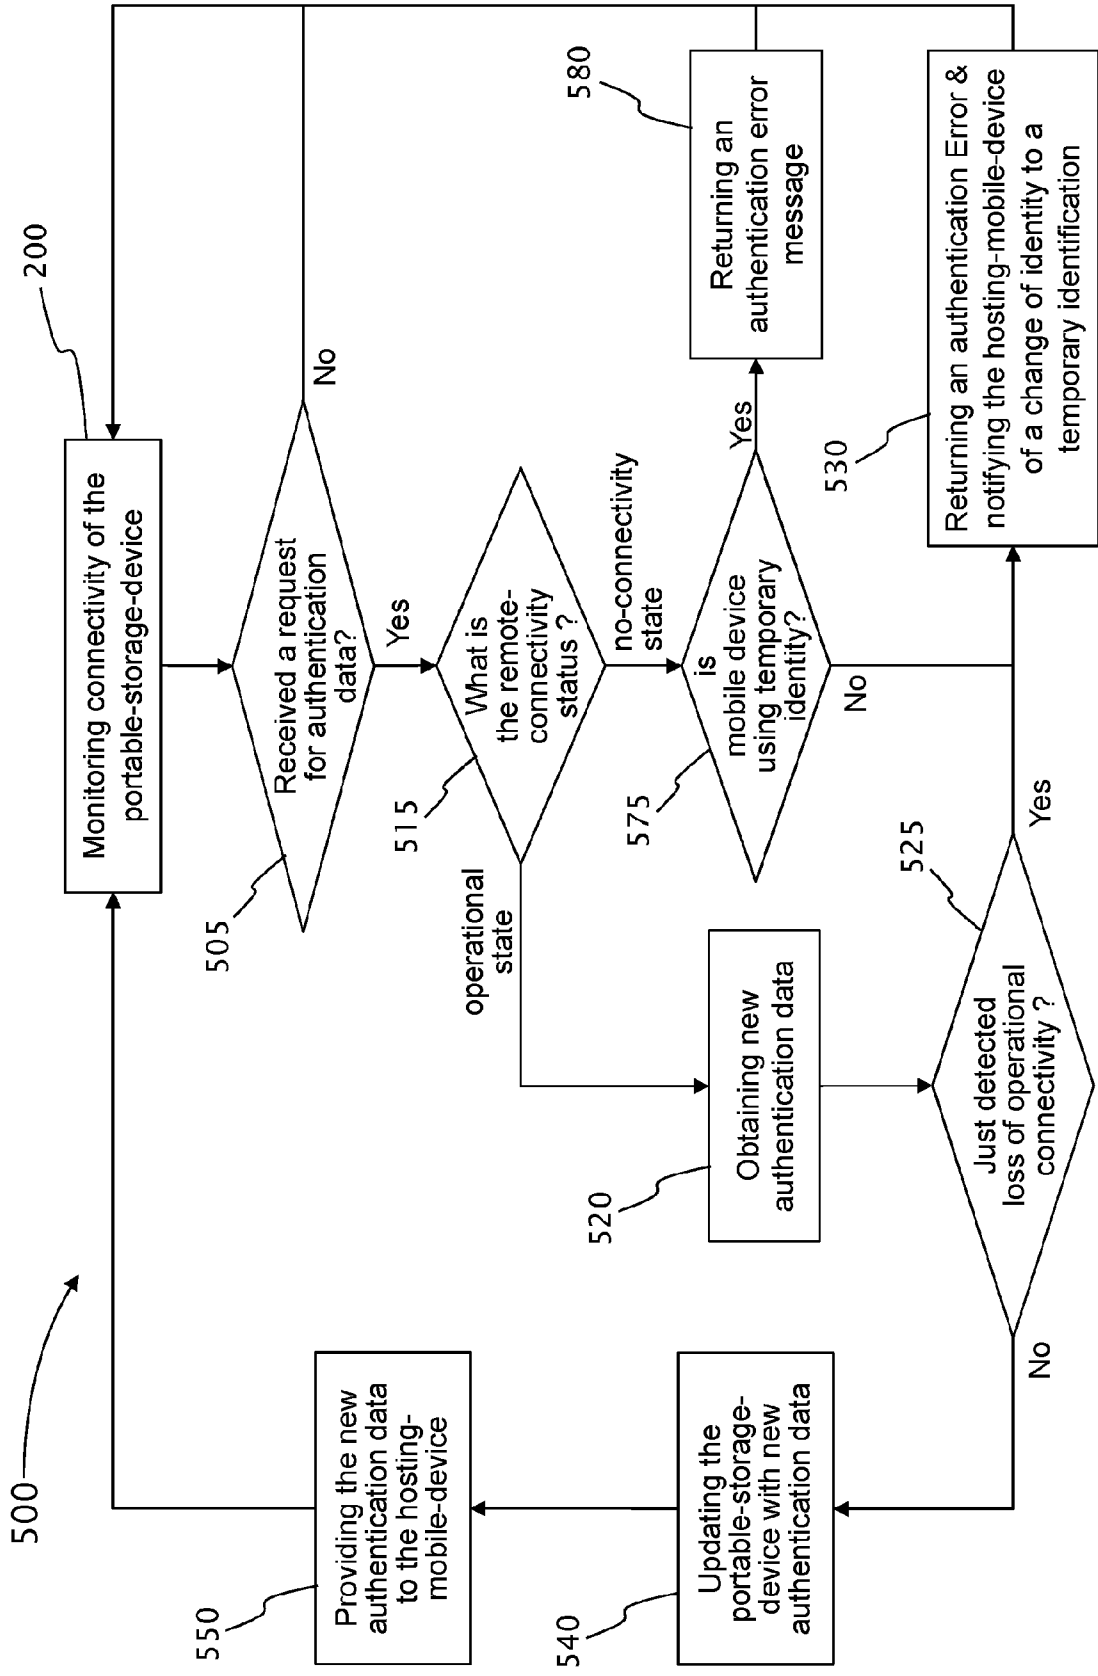 500
200
Monitoring connectivity of the
portable-storage-device
505
Received a request
for authentication
data?
No
Yes
515
What is
the remote-
connectivity
status ?
operational
state
no-connectivity
state
575
is
mobile device
using temporary
identity?
Yes
No
580
Returning an
authentication error
message
520
Obtaining new
authentication data
525
Just detected
loss of operational
connectivity ?
Yes
No
530
Returning an authentication Error &
notifying the hosting-mobile-device
of a change of identity to a
temporary identification
540
Updating the
portable-storage-
device with new
authentication data
550
Providing the new
authentication data
to the hosting-
mobile-device